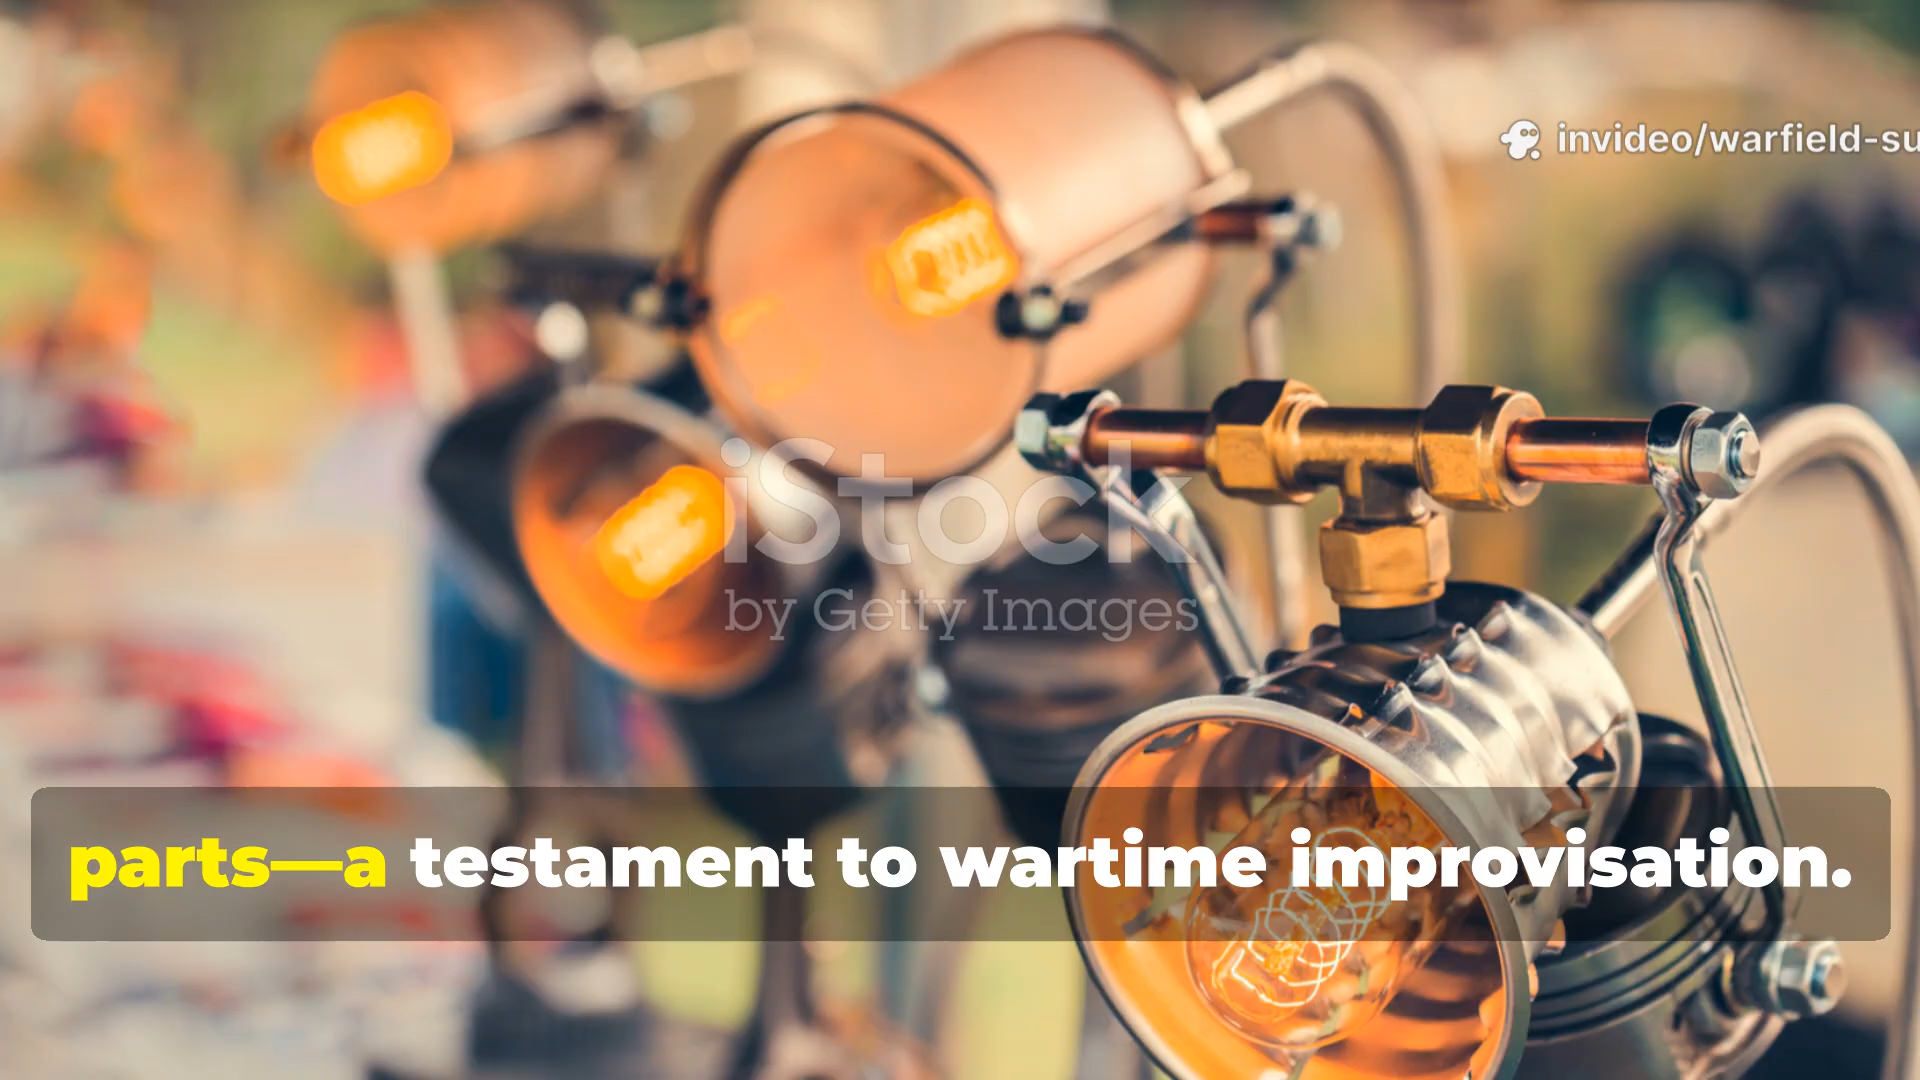 invideo/warfield-su
iStock
by Getty Images
parts—a testament to wartime improvisation.